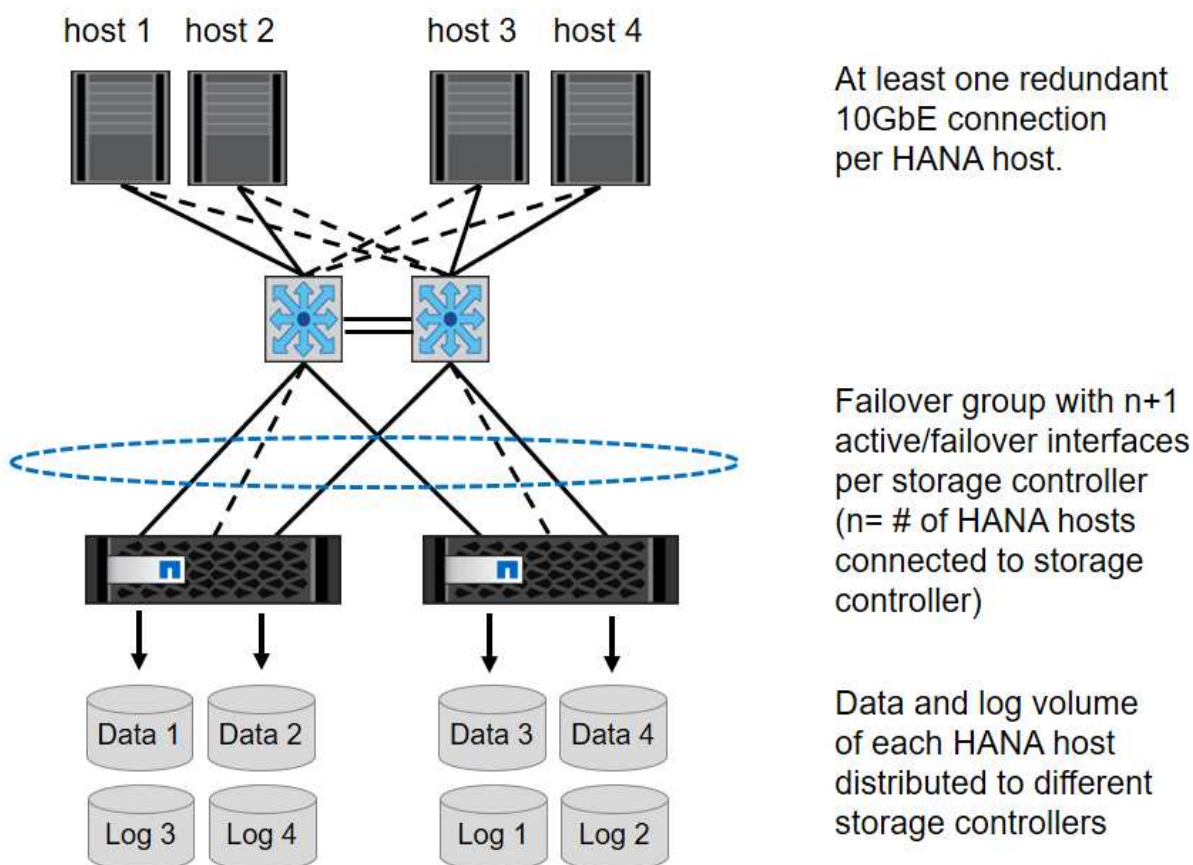 host 1 host 2 host 3 host 4
At least one redundant
10GbE connection
per HANA host.
Failover group with n+1
active/failover interfaces
per storage controller
(n= # of HANA hosts
connected to storage
controller)
Data 1 Data 2 Data 3 Data 4
Log 3 Log 4 Log 1 Log 2
Data and log volume
of each HANA host
distributed to different
storage controllers